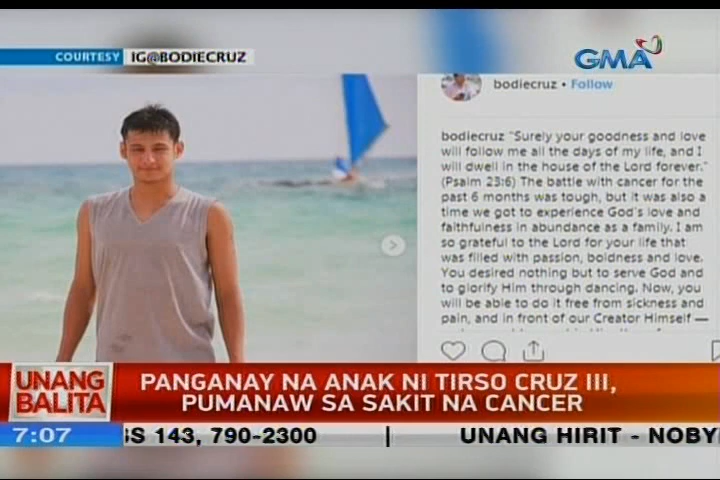 COURTESY IG@BODIECRUZ
GMA
bodiecruz • Follow
bodiecruz "Surely your goodness and love
will follow me all the days of my life, and I
will dwell in the house of the Lord forever."
(Psalm 23:6) The battle with cancer for the
past 6 months was tough, but it was also a
time we got to experience God's love and
faithfulness in abundance as a family. I am
so grateful to the Lord for your life that
was filled with passion, boldness and love.
You desired nothing but to serve God and
to glorify Him through dancing. Now, you
will be able to do it free from sickness and
pain, and in front of our Creator Himself —
UNANG
BALITA
PANGANAY NA ANAK NI TIRSO CRUZ III,
PUMANAW SA SAKIT NA CANCER
7:07 SS 143, 790-2300 | UNANG HIRIT - NOBY